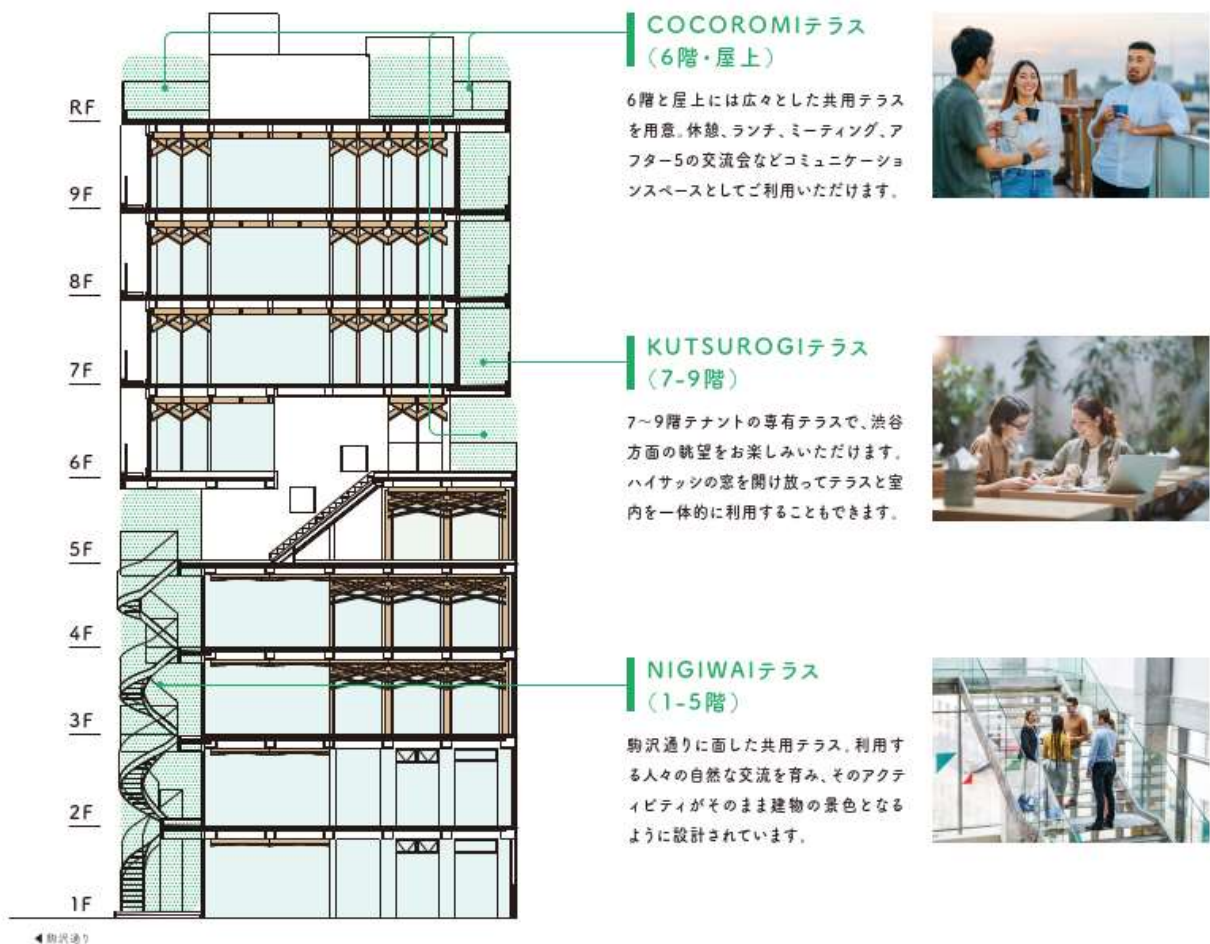 RF
9F
8F
7F
6F
5F
4F
3F
2F
1F
◀駒沢通り
COCOROMIテラス
（6階・屋上）
6階と屋上には広々とした共用テラス
を用意。休憩、ランチ、ミーティング、ア
フター5の交流会などコミュニケーショ
ンスペースとしてご利用いただけます。
KUTSUROGIテラス
（7-9階）
7～9階テナントの専有テラスで、渋谷
方面の眺望をお楽しみいただけます。
ハイサッシの窓を開け放ってテラスと室
内を一体的に利用することもできます。
NIGIWAIテラス
（1-5階）
駒沢通りに面した共用テラス。利用す
る人々の自然な交流を育み、そのアクテ
ィビティがそのまま建物の景色となる
ように設計されています。